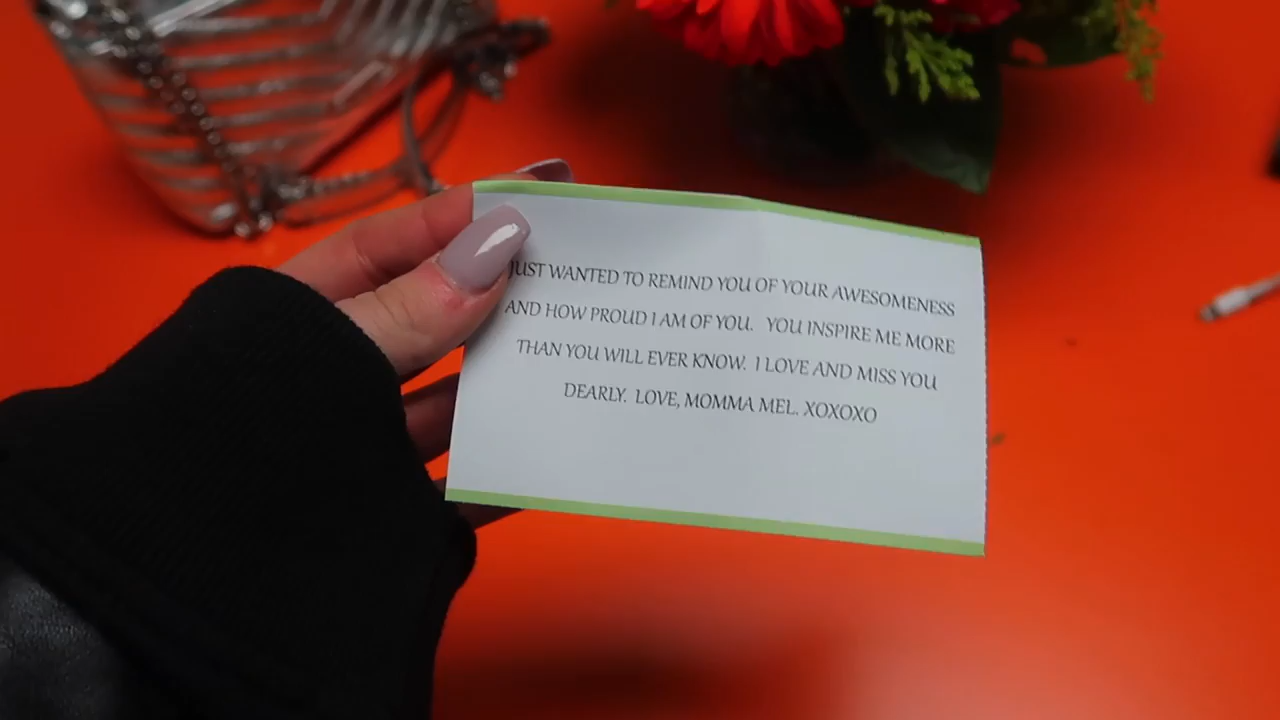 JUST WANTED TO REMIND YOU OF YOUR AWESOMENESS
AND HOW PROUD I AM OF YOU. YOU INSPIRE ME MORE
THAN YOU WILL EVER KNOW. I LOVE AND MISS YOU
DEARLY. LOVE, MOMMA MEL. XOXOXO